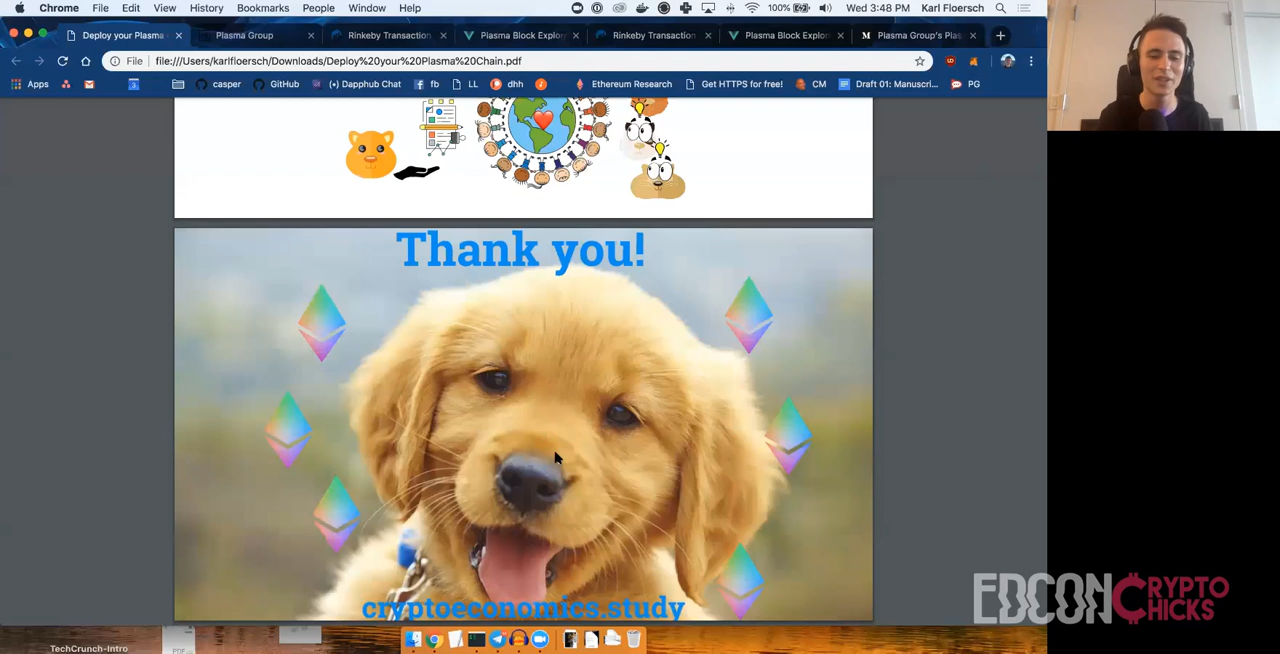 Chrome File Edit View History Bookmarks People Window Help 100% Wed 3:48 PM Karl Floersch
Deploy your Plasma Plasma Group Rinkeby Transaction Plasma Block Explor Rinkeby Transaction Plasma Block Explor Plasma Group's Plas
File file:///Users/karlfloersch/Downloads/Deploy%20your%20Plasma%20Chain.pdf
Apps casper GitHub (•) Dapphub Chat fb LL dhh Ethereum Research Get HTTPS for free! CM Draft 01: Manuscri... PG
Thank you!
cryptoeconomics.study
EDCON CRYPTO
CHICKS
TechCrunch-Intro
PDF